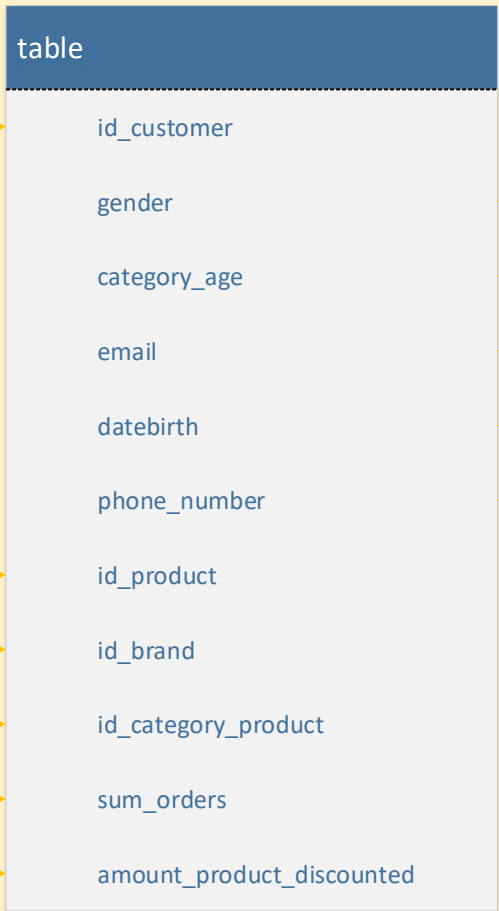 table
id_customer
gender
category_age
email
datebirth
phone_number
id_product
id_brand
id_category_product
sum_orders
amount_product_discounted